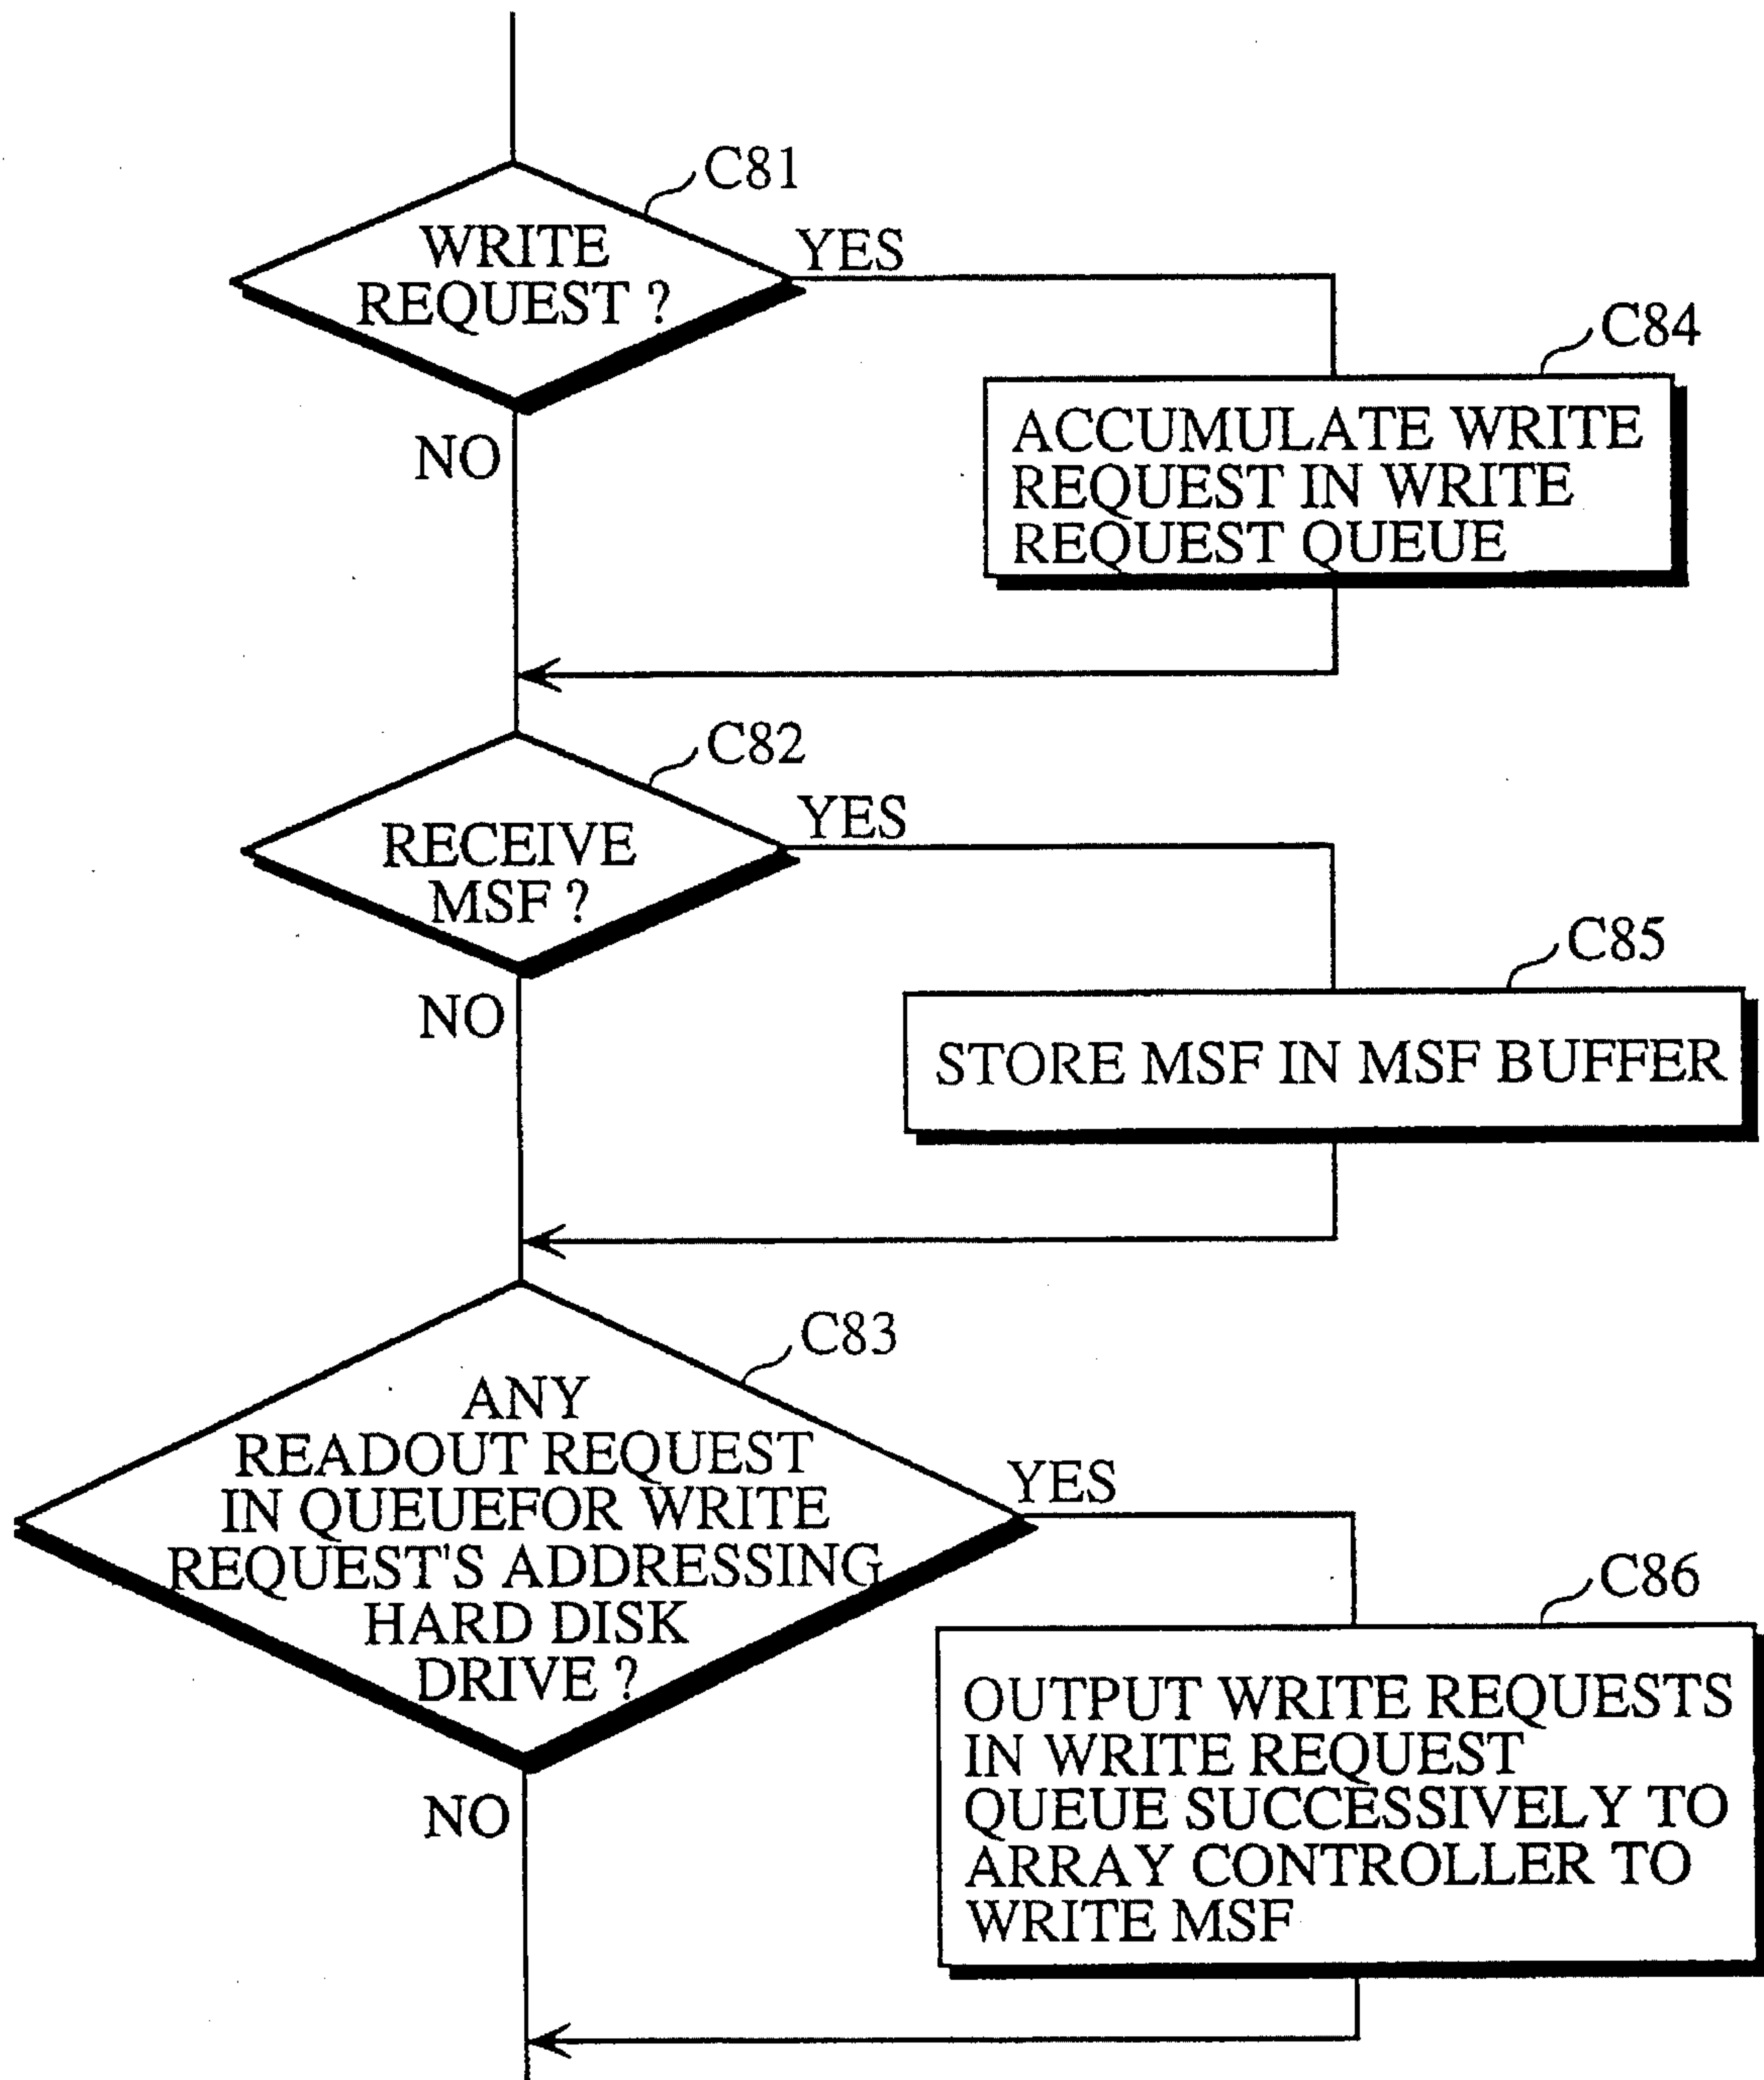 C81
WRITE
REQUEST ?
YES
NO
C84
ACCUMULATE WRITE
REQUEST IN WRITE
REQUEST QUEUE
C82
RECEIVE
MSF ?
YES
NO
C85
STORE MSF IN MSF BUFFER
C83
ANY
READOUT REQUEST
IN QUEUEFOR WRITE
REQUEST'S ADDRESSING
HARD DISK
DRIVE ?
YES
NO
C86
OUTPUT WRITE REQUESTS
IN WRITE REQUEST
QUEUE SUCCESSIVELY TO
ARRAY CONTROLLER TO
WRITE MSF